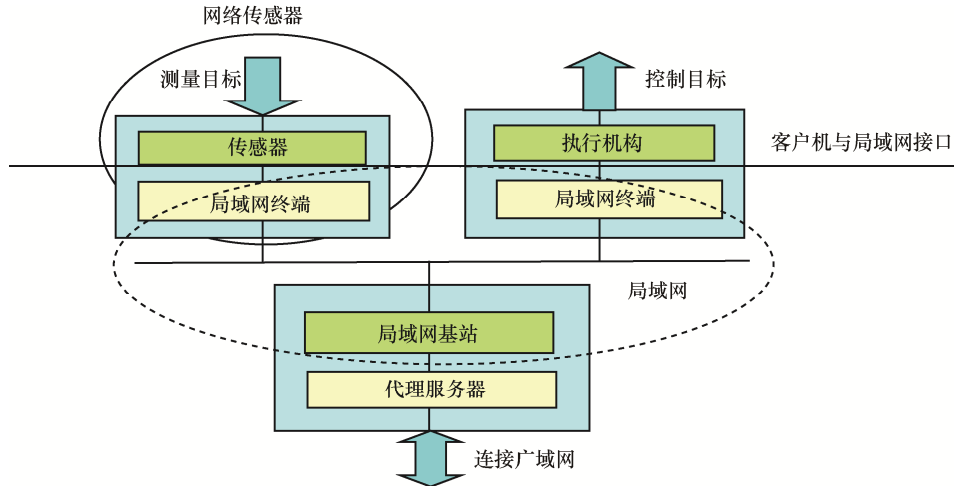 网络传感器
测量目标
控制目标
传感器
执行机构
客户机与局域网接口
局域网终端
局域网终端
局域网
局域网基站
代理服务器
连接广域网